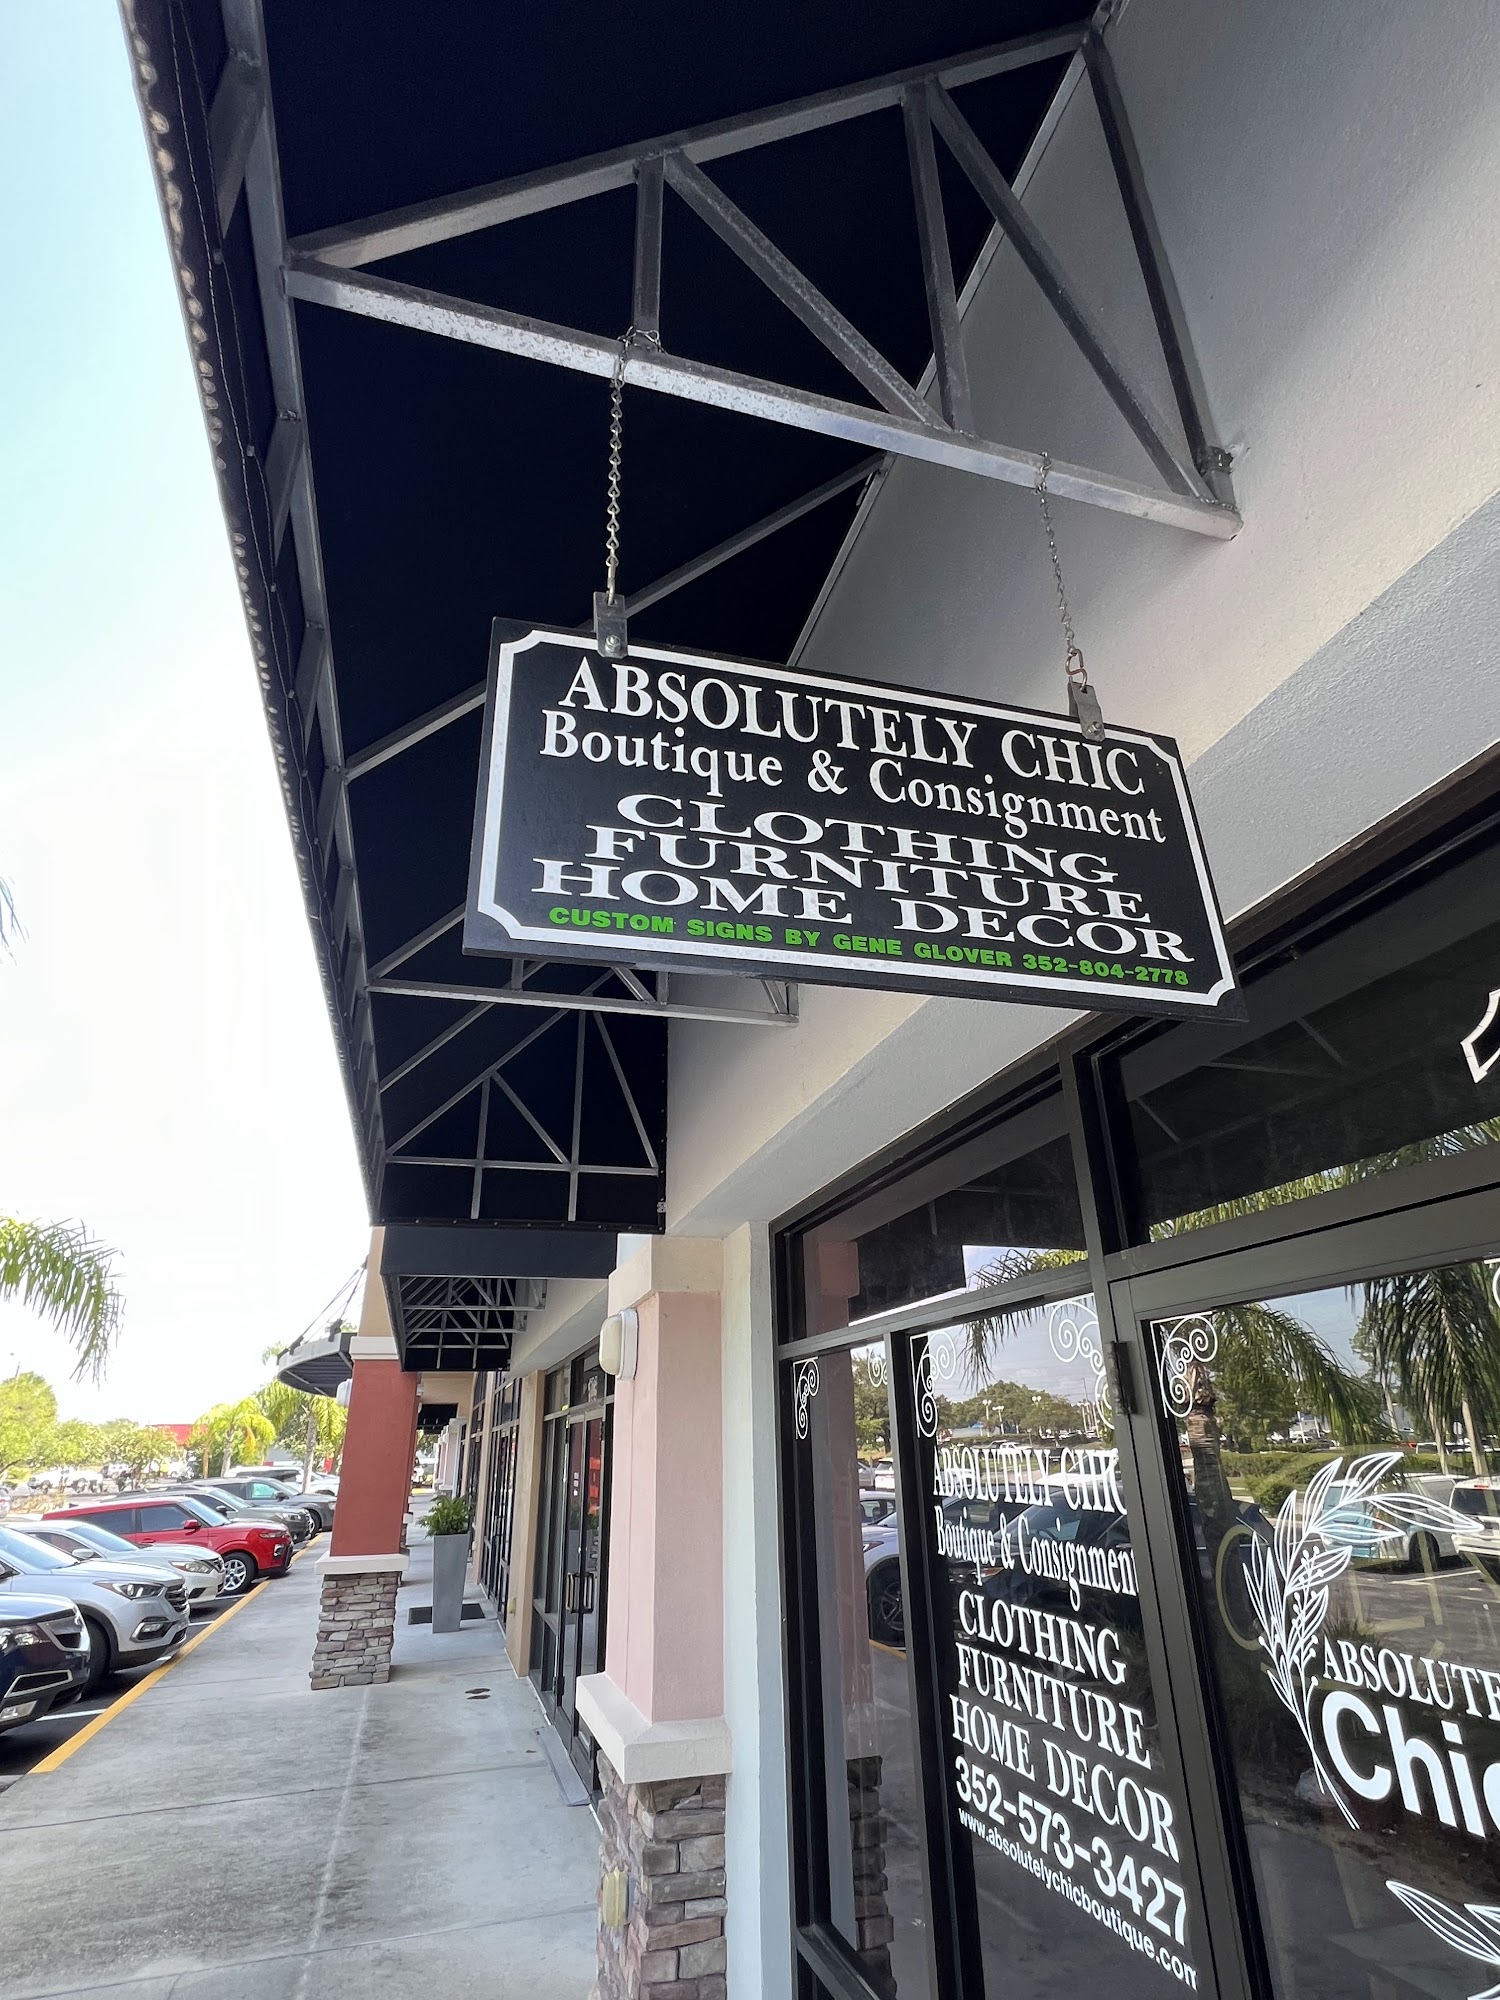 ABSOLUTELY CHIC
Boutique & Consignment
CLOTHING
FURNITURE
HOME DECOR
CUSTOM SIGNS BY GENE GLOVER 352-804-2778
ABSOLUTELY CHIC
Boutique & Consignment
CLOTHING
FURNITURE
HOME DECOR
352-573-3427
www.absolutelychicboutique.com
ABSOLUTE
Chic